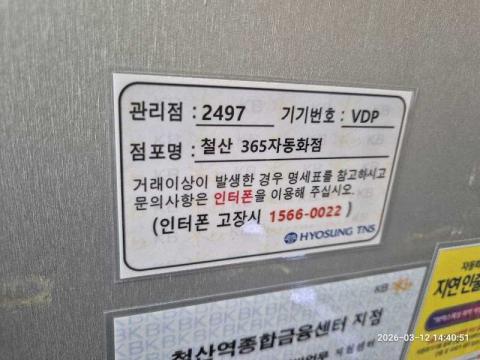 관리점 : 2497 기기번호 : VDP
점포명 : 철산 365자동화점
거래이상이 발생한 경우 명세표를 참고하시고
문의사항은 인터폰을 이용해 주십시오.
(인터폰 고장시 1566-0022 )
HYOSUNG TNS
KB
자동화
지연인출
철산역종합금융센터 지점
2026-03-12 14:40:51